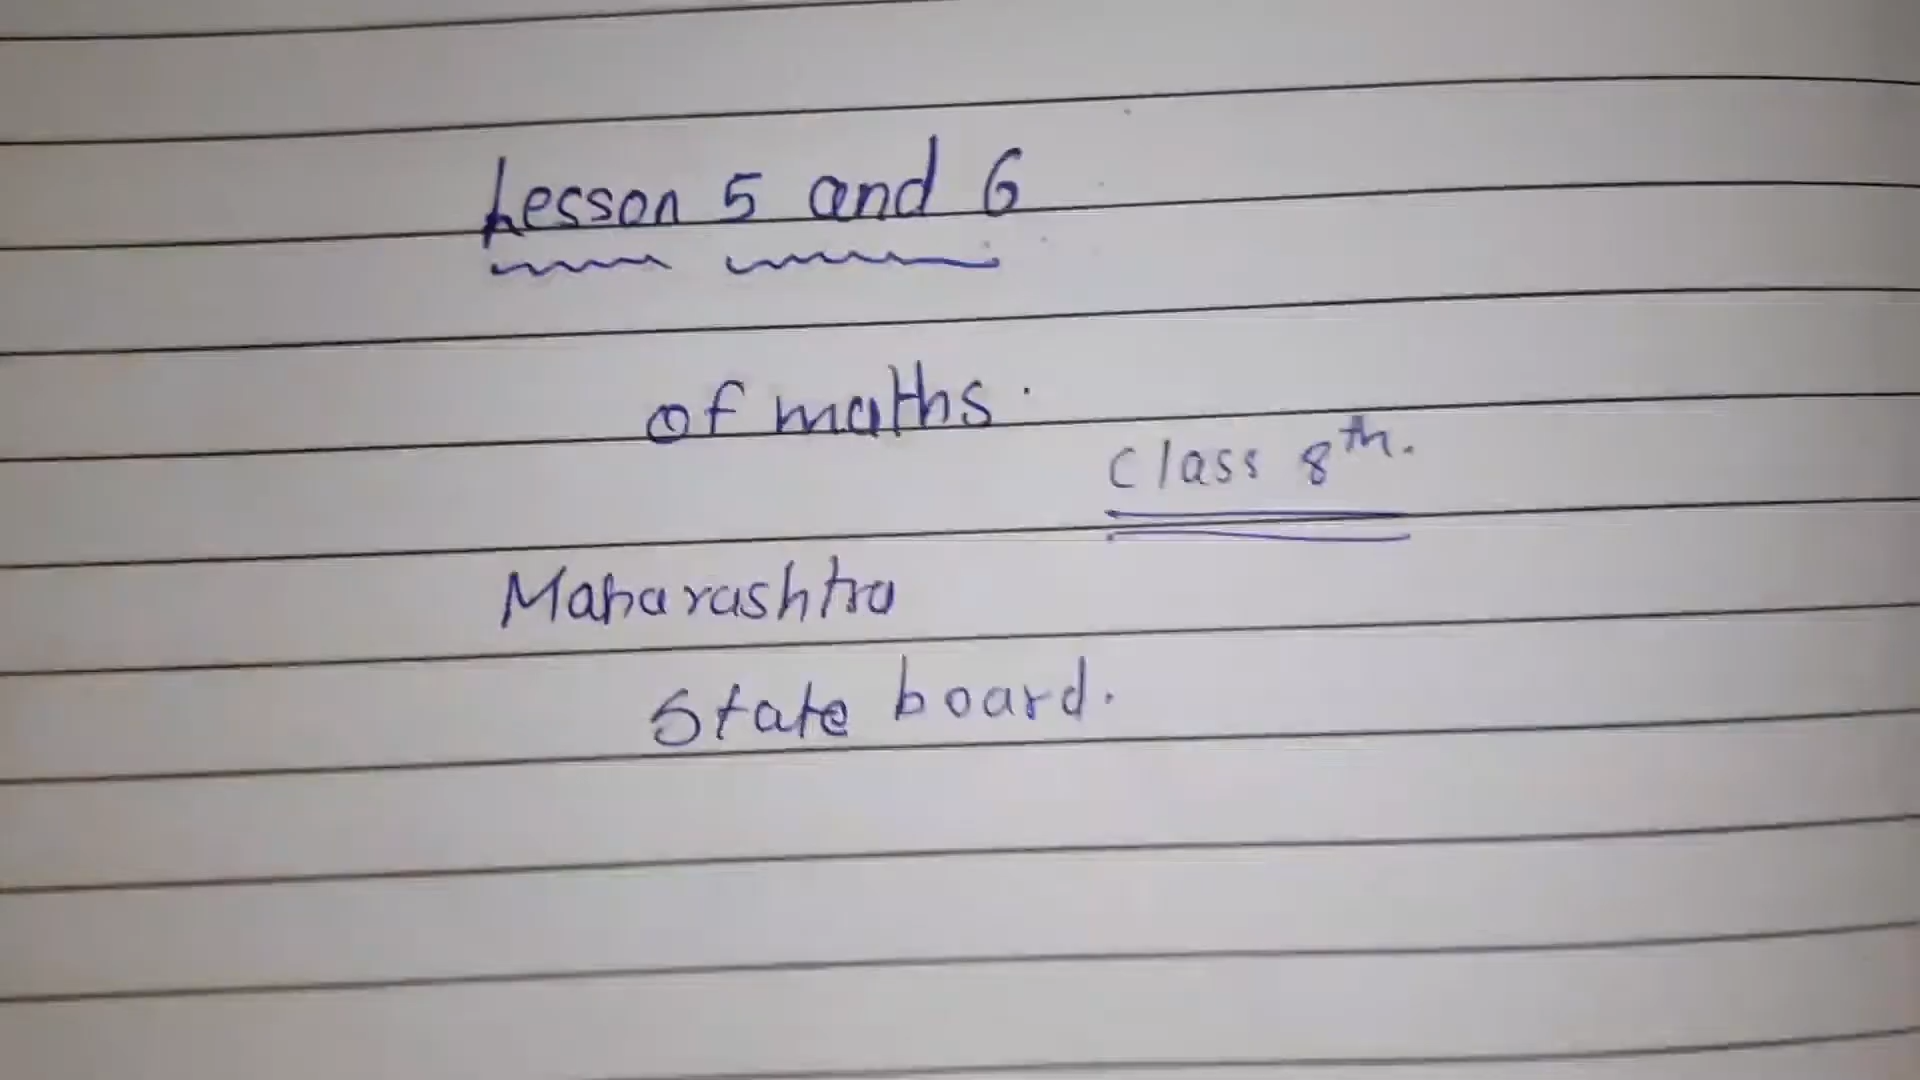 Lesson 5 and 6
of maths.
Class 8th.
Maharashtra
State board.